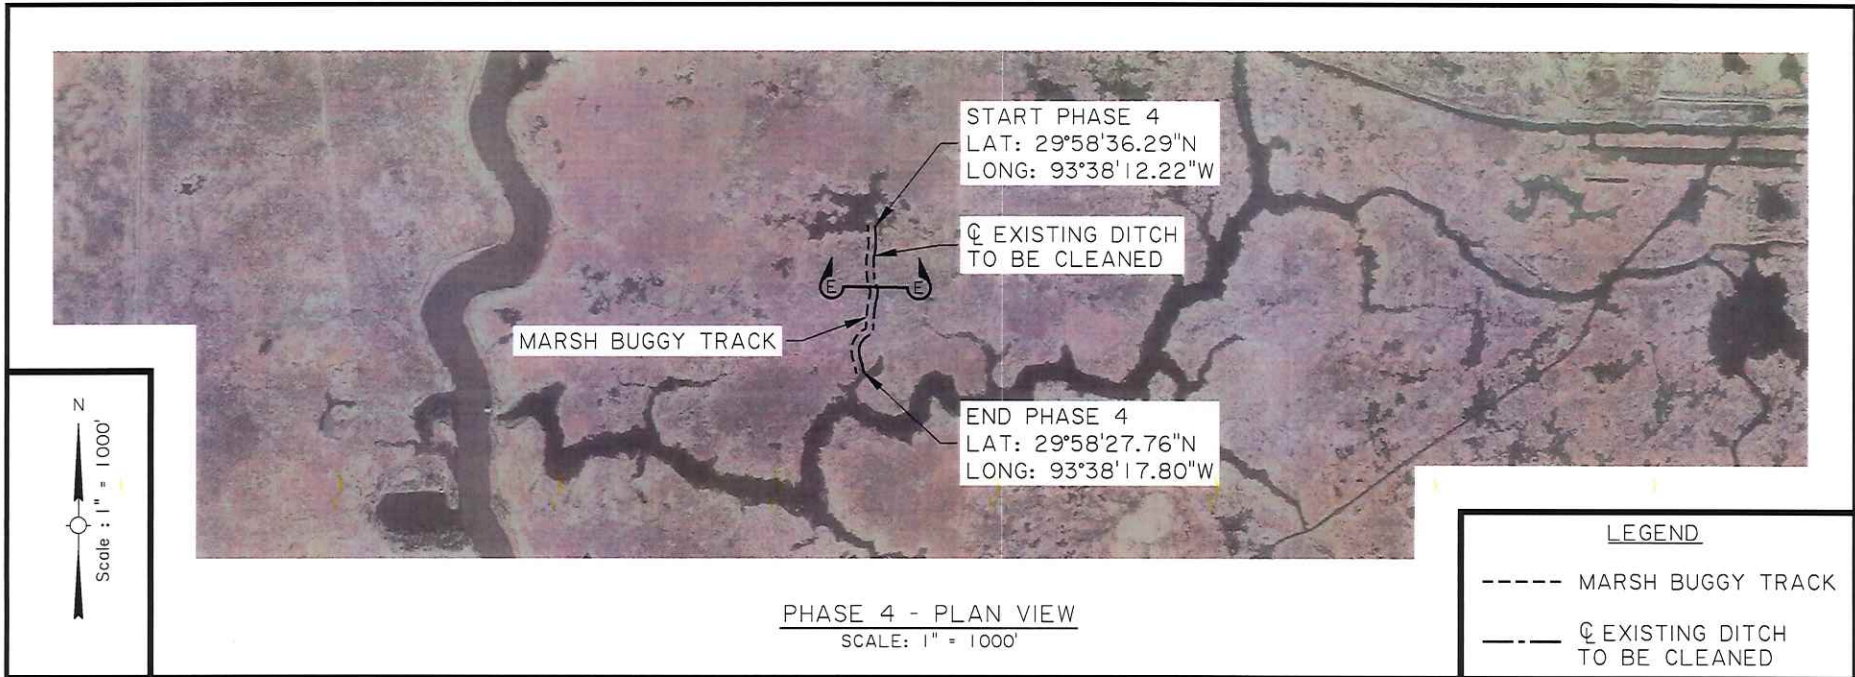 START PHASE 4
LAT: 29°58'36.29"N
LONG: 93°38'12.22"W
℄ EXISTING DITCH
TO BE CLEANED
E E
MARSH BUGGY TRACK
END PHASE 4
LAT: 29°58'27.76"N
LONG: 93°38'17.80"W
N
Scale : 1" = 1000'
PHASE 4 - PLAN VIEW
SCALE: 1" = 1000'
LEGEND
MARSH BUGGY TRACK
℄ EXISTING DITCH
TO BE CLEANED